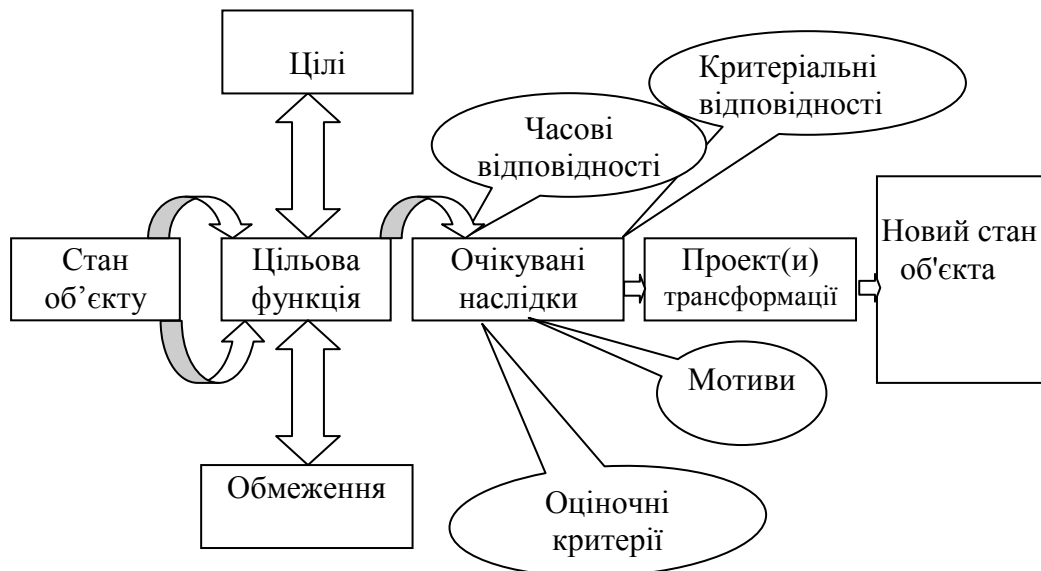 Цілі
Критеріальні
відповідності
Часові
відповідності
Стан
об’єкту
Цільова
функція
Очікувані
наслідки
Проект(и)
трансформації
Новий стан
об'єкта
Мотиви
Обмеження
Оціночні
критерії